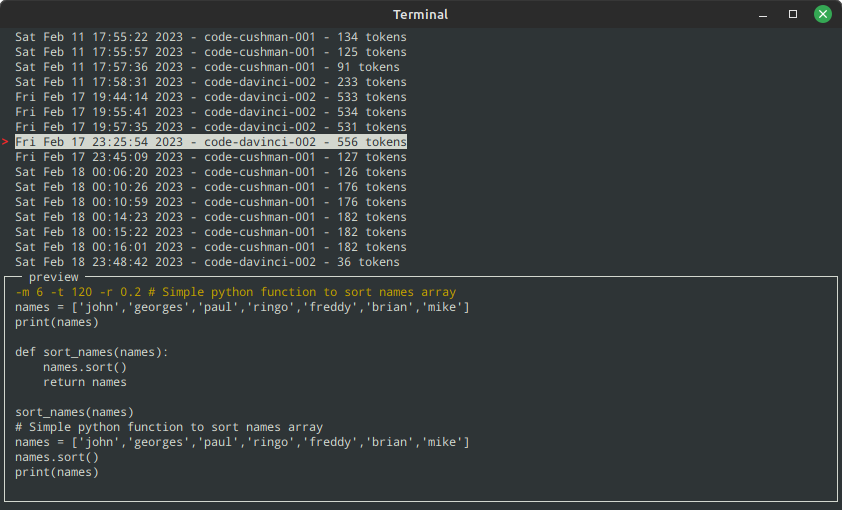 Terminal
Sat Feb 11 17:55:22 2023 - code-cushman-001 - 134 tokens
Sat Feb 11 17:55:57 2023 - code-cushman-001 - 125 tokens
Sat Feb 11 17:57:36 2023 - code-cushman-001 - 91 tokens
Sat Feb 11 17:58:31 2023 - code-davinci-002 - 233 tokens
Fri Feb 17 19:44:14 2023 - code-davinci-002 - 533 tokens
Fri Feb 17 19:55:41 2023 - code-davinci-002 - 534 tokens
Fri Feb 17 19:57:35 2023 - code-davinci-002 - 531 tokens
> Fri Feb 17 23:25:54 2023 - code-davinci-002 - 556 tokens
Fri Feb 17 23:45:09 2023 - code-cushman-001 - 127 tokens
Sat Feb 18 00:06:20 2023 - code-cushman-001 - 126 tokens
Sat Feb 18 00:10:26 2023 - code-cushman-001 - 176 tokens
Sat Feb 18 00:10:59 2023 - code-cushman-001 - 176 tokens
Sat Feb 18 00:14:23 2023 - code-cushman-001 - 182 tokens
Sat Feb 18 00:15:22 2023 - code-cushman-001 - 182 tokens
Sat Feb 18 00:16:01 2023 - code-cushman-001 - 182 tokens
Sat Feb 18 23:48:42 2023 - code-davinci-002 - 36 tokens
preview
-m 6 -t 120 -r 0.2 # Simple python function to sort names array
names = ['john','georges','paul','ringo','freddy','brian','mike']
print(names)
def sort_names(names):
    names.sort()
    return names
sort_names(names)
# Simple python function to sort names array
names = ['john','georges','paul','ringo','freddy','brian','mike']
names.sort()
print(names)